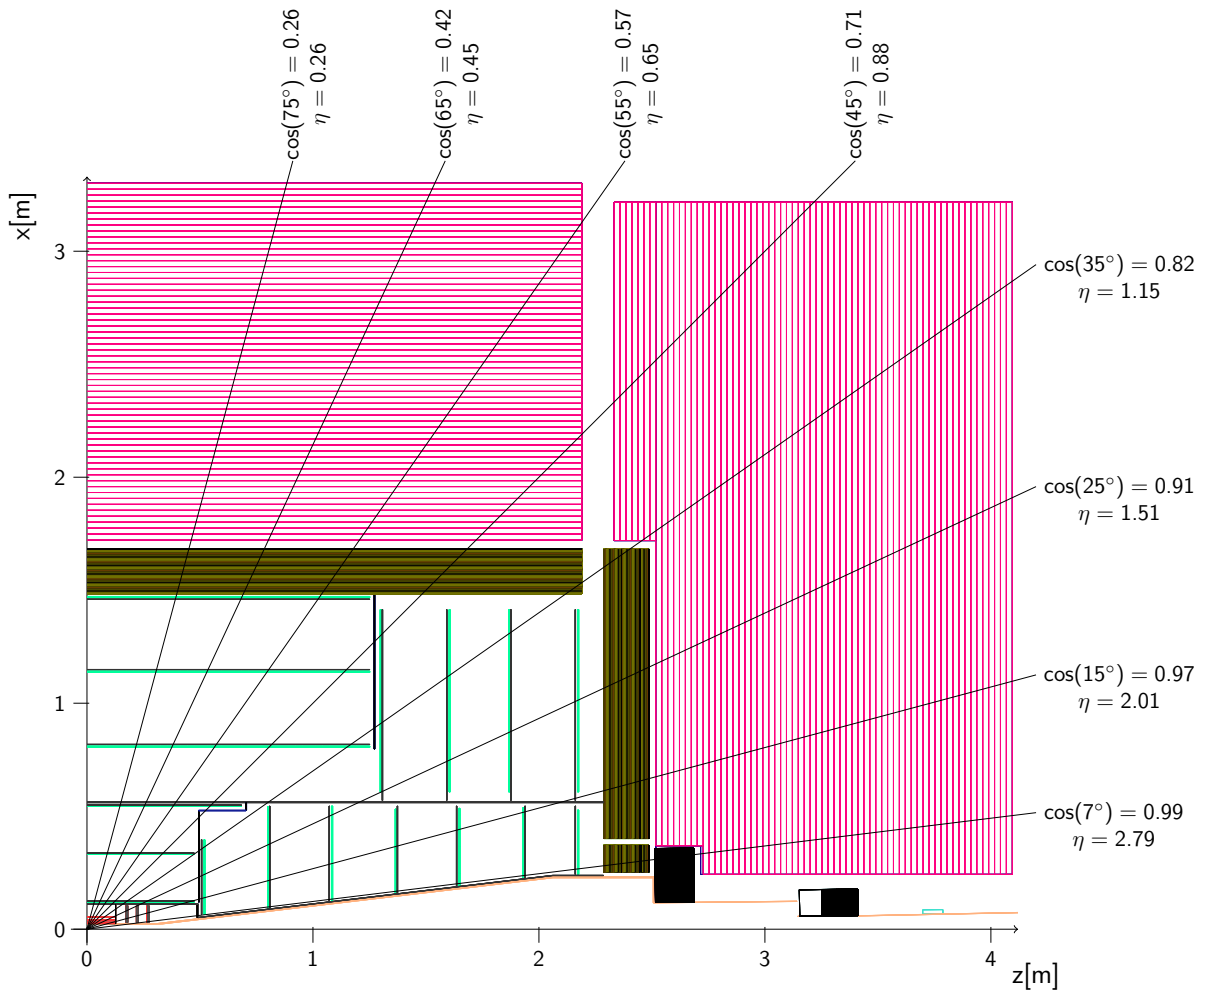 cos(75°) = 0.26
η = 0.26
cos(65°) = 0.42
η = 0.45
cos(55°) = 0.57
η = 0.65
cos(45°) = 0.71
η = 0.88
x[m]
3
2
1
0
cos(35°) = 0.82
η = 1.15
cos(25°) = 0.91
η = 1.51
cos(15°) = 0.97
η = 2.01
cos(7°) = 0.99
η = 2.79
0
1
2
3
4
z[m]